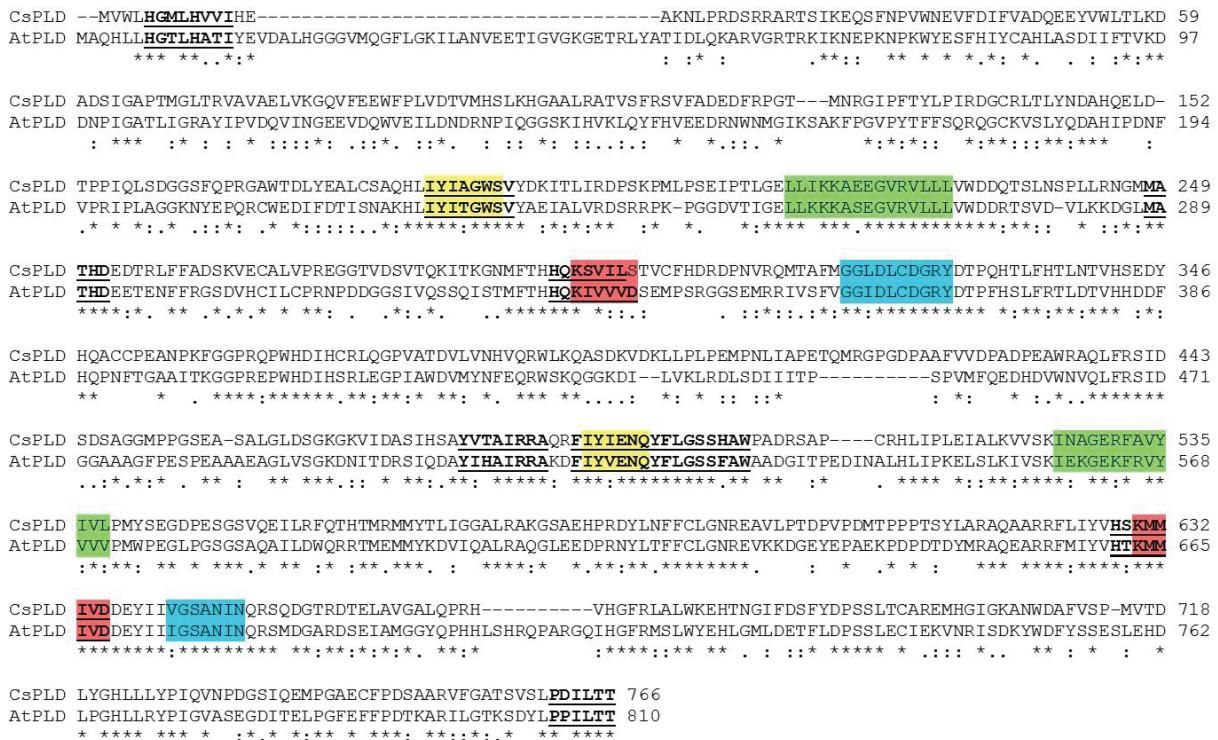 CsPLD --MVWLHGMLHVVIHE-------------------------------------AKNLPRDSRRARTSIKEQSFNPVWNEVFDIFVADQEEYVWLTLKD 59
AtPLD MAQHLLHGTLHATIYEVDALHGGGVMQGFLGKILANVEETIGVGKGETRLYATIDLQKARVGRTRKIKNEPKNPKWYESFHIYCAHLASDIIFTVKD 97
CsPLD ADSIGAPTMGLTRVAVAELVKGQVFEEWFPLVDTVMHSLKHGAALRATVSFRSVFADEDFRPGT---MNRGIPFTYLPIRDGCRLTLYNDAHQELD- 152
AtPLD DNPIGATLIGRAYIPVDQVINGEEVDQWVEILDNDRNPIQGGSKIHVKLQYFHVEEDRNWNMGIKSAKFPGVPYTFFSQRQGCKVSLYQDAHIPDNF 194
CsPLD TPPIQLSDGGSFQPRGAWTDLYEALCSAQHLIYIAGWSVYDKITLIRDPSKPMLPSEIPTLGELLIKKAEEGVRVLLLVWDDQTSLNSPLLRNGMMA 249
AtPLD VPRIPLAGGKNYEPQRCWEDIFDTISNAKHLIYITGWSVYAEIALVRDSRRPK-PGGDVTIGELLKKKASEGVRVLLLVWDDRTSVD-VLKKDGLMA 289
CsPLD THDEDTRLFFADSKVECALVPREGGTVDSVTQKITKGNMFTHHQKSVILSTVCFHDRDPNVRQMTAFMGGLDLCDGRYDTPQHTLFHTLNTVHSEDY 346
AtPLD THDEETENFFRGSDVHCILCPRNPDDGGSIVQSSQISTMFTHHQKIVVVDSEMPSRGGSEMRRIVSFVGGIDLCDGRYDTPFHSLFRTLDTVHHDDF 386
CsPLD HQACCPEANPKFGGPRQPWHDIHCRLQGPVATDVLVNHVQRWLKQASDKVDKLLPLPEMPNLIAPETQMRGPGDPAAFVVDPADPEAWRAQLFRSID 443
AtPLD HQPNFTGAAITKGGPREPWHDIHSRLEGPIAWDVMYNFEQRWSKQGGKDI--LVKLRDLSDIIITP----------SPVMFQEDHDVWNVQLFRSID 471
CsPLD SDSAGGMPPGSEA-SALGLDSGKGKVIDASIHSAYVTAIRRAQRFIYIENQYFLGSSHAWPADRSAP----CRHLIPLEIALKVVSKINAGERFAVY 535
AtPLD GGAAAGFPESPEAAAEAGLVSGKDNITDRSIQDAYIHAIRRAKDFIYVENQYFLGSSFAWAADGITPEDINALHLIPKELSLKIVSKIEKGEKFRVY 568
CsPLD IVLPMYSEGDPESGSVQEILRFQTHTMRMMYTLIGGALRAKGSAEHPRDYLNFFCLGNREAVLPTDPVPDMTPPPTSYLARAQAARRFLIYVHSKMM 632
AtPLD VVVPMWPEGLPGSGSAQAILDWQRRTMEMMYKDVIQALRAQGLEEDPRNYLTFFCLGNREVKKDGEYEPAEKPDPDTDYMRAQEARRFMIYVHTKMM 665
CsPLD IVDDEYIIVGSANINQRSQDGTRDTELAVGALQPRH-----------VHGFRLALWKEHTNGIFDSFYDPSSLTCAREMHGIGKANWDAFVSP-MVTD 718
AtPLD IVDDEYIIIGSANINQRSMDGARDSEIAMGGYQPHHLSHRQPARGQIHGFRMSLWYEHLGMLDETFLDPSSLECIEKVNRISDKYWDFYSSESLEHD 762
CsPLD LYGHLLLYPIQVNPDGSIQEMPGAECFPDSAARVFGATSVSLPDILTT 766
AtPLD LPGHLLRYPIGVASEGDITELPGFEFFPDTKARILGTKSDYLPPILTT 810